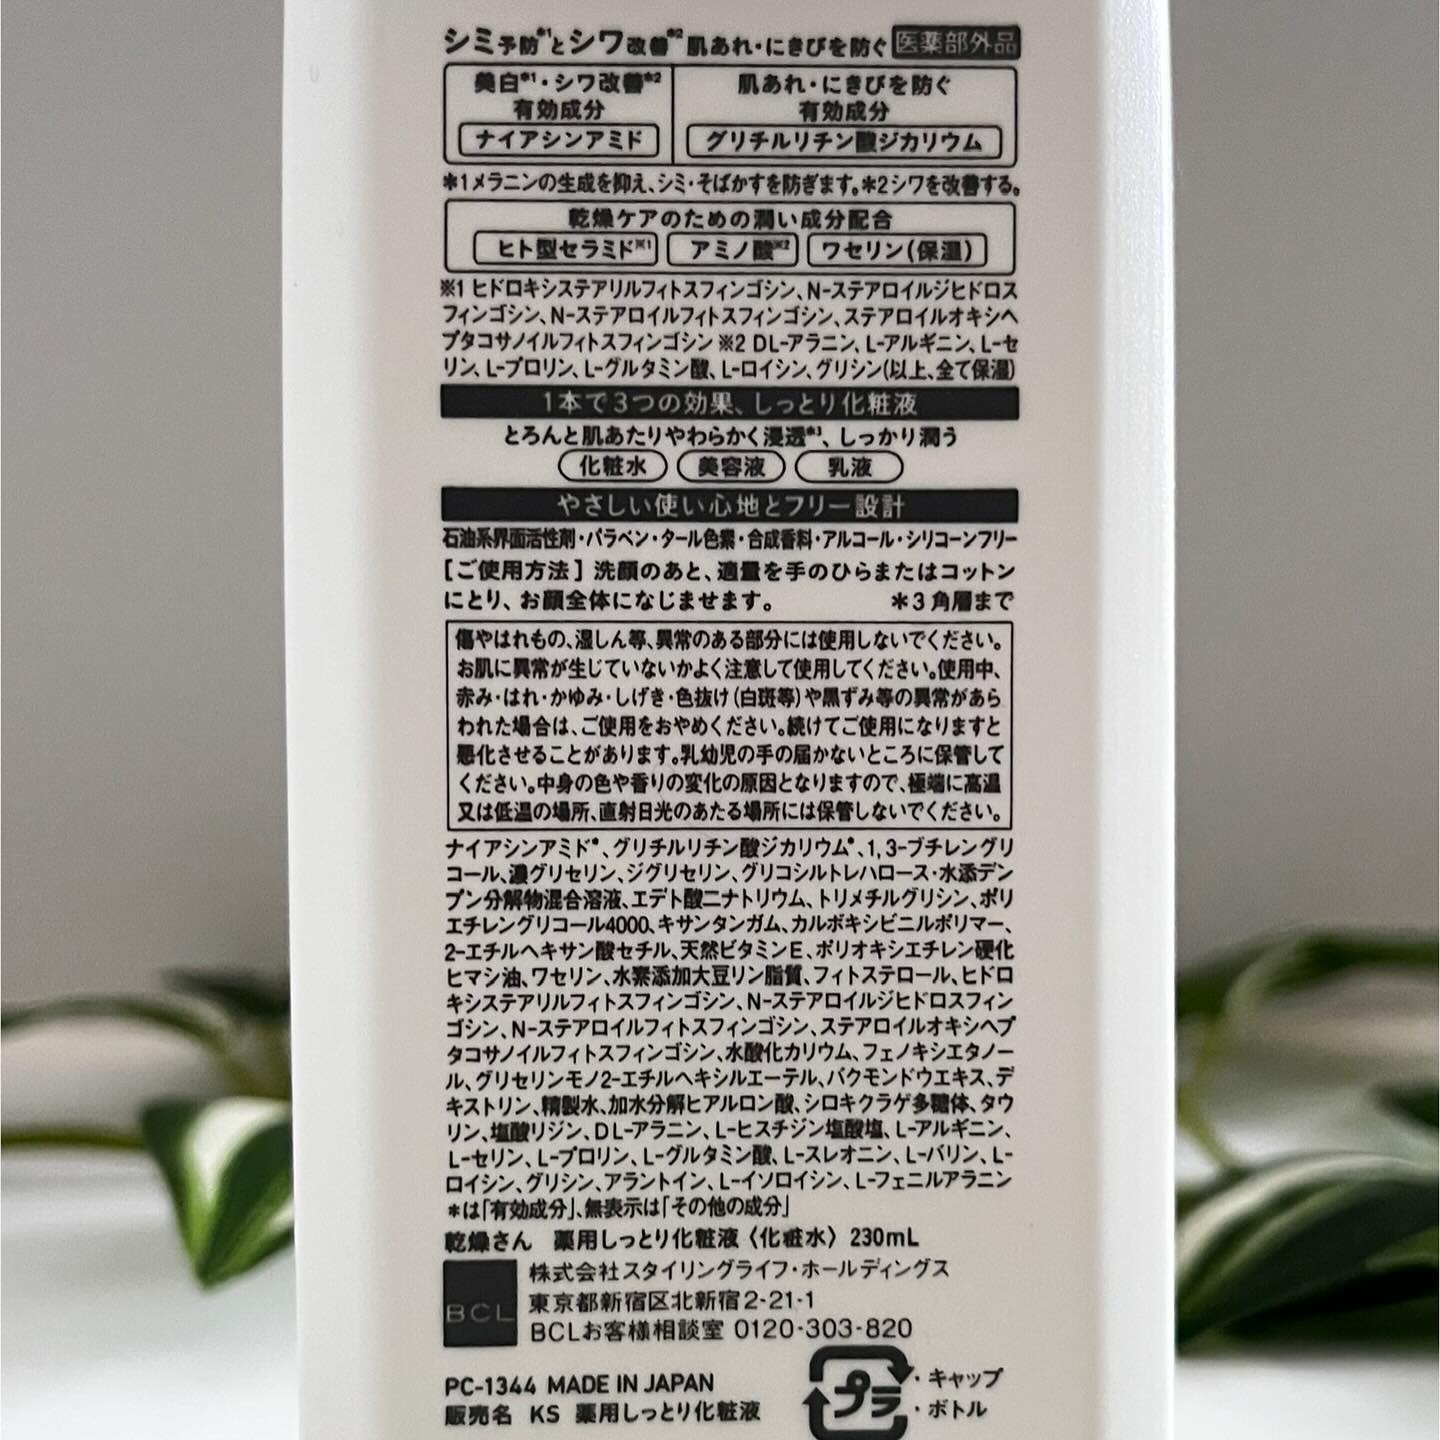 シミ予防*1とシワ改善*2 肌あれ・にきびを防ぐ 医薬部外品
美白*1・シワ改善*2
有効成分
ナイアシンアミド
肌あれ・にきびを防ぐ
有効成分
グリチルリチン酸ジカリウム
*1メラニンの生成を抑え、シミ・そばかすを防ぎます。*2シワを改善する。
乾燥ケアのための潤い成分配合
ヒト型セラミド※1 アミノ酸※2 ワセリン(保湿)
※1 ヒドロキシステアリルフィトスフィンゴシン、N-ステアロイルジヒドロス
フィンゴシン、N-ステアロイルフィトスフィンゴシン、ステアロイルオキシヘ
プタコサノイルフィトスフィンゴシン ※2 DL-アラニン、L-アルギニン、L-セ
リン、L-プロリン、L-グルタミン酸、L-ロイシン、グリシン(以上、全て保湿)
1本で3つの効果、しっとり化粧液
とろんと肌あたりやわらかく浸透*3、しっかり潤う
化粧水 美容液 乳液
やさしい使い心地とフリー設計
石油系界面活性剤・パラベン・タール色素・合成香料・アルコール・シリコーンフリー
[ご使用方法] 洗顔のあと、適量を手のひらまたはコットン
にとり、お顔全体になじませます。 *3 角層まで
傷やはれもの、湿しん等、異常のある部分には使用しないでください。
お肌に異常が生じていないかよく注意して使用してください。使用中、
赤み・はれ・かゆみ・しげき・色抜け(白斑等)や黒ずみ等の異常があら
われた場合は、ご使用をおやめください。続けてご使用になりますと
悪化させることがあります。乳幼児の手の届かないところに保管して
ください。中身の色や香りの変化の原因となりますので、極端に高温
又は低温の場所、直射日光のあたる場所には保管しないでください。
ナイアシンアミド*、グリチルリチン酸ジカリウム*、1,3-ブチレングリ
コール、濃グリセリン、ジグリセリン、グリコシルトレハロース・水添デン
プン分解物混合溶液、エデト酸二ナトリウム、トリメチルグリシン、ポリ
エチレングリコール4000、キサンタンガム、カルボキシビニルポリマー、
2-エチルヘキサン酸セチル、天然ビタミンE、ポリオキシエチレン硬化
ヒマシ油、ワセリン、水素添加大豆リン脂質、フィトステロール、ヒドロ
キシステアリルフィトスフィンゴシン、N-ステアロイルジヒドロスフィン
ゴシン、N-ステアロイルフィトスフィンゴシン、ステアロイルオキシヘプ
タコサノイルフィトスフィンゴシン、水酸化カリウム、フェノキシエタノー
ル、グリセリンモノ2-エチルヘキシルエーテル、バクモンドウエキス、デ
キストリン、精製水、加水分解ヒアルロン酸、シロキクラゲ多糖体、タウ
リン、塩酸リジン、DL-アラニン、L-ヒスチジン塩酸塩、L-アルギニン、
L-セリン、L-プロリン、L-グルタミン酸、L-スレオニン、L-バリン、L-
ロイシン、グリシン、アラントイン、L-イソロイシン、L-フェニルアラニン
*は「有効成分」、無表示は「その他の成分」
乾燥さん 薬用しっとり化粧液〈化粧水〉230mL
BCL
株式会社スタイリングライフ・ホールディングス
東京都新宿区北新宿2-21-1
BCLお客様相談室 0120-303-820
PC-1344 MADE IN JAPAN
販売名 KS 薬用しっとり化粧液
プラ
・キャップ
・ボトル